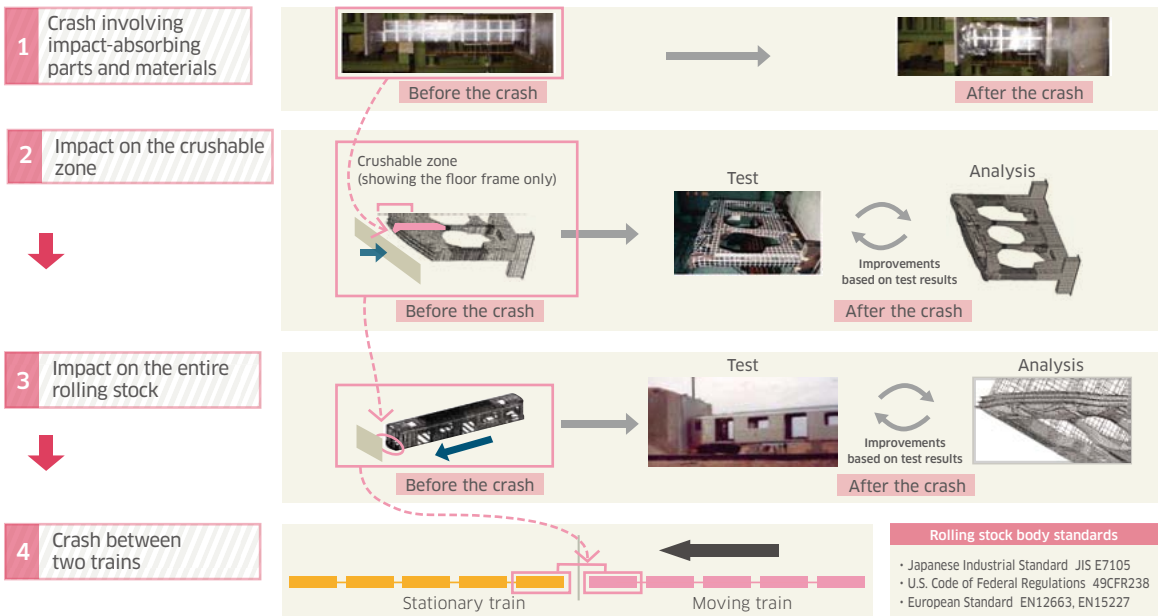 1
Crash involving
impact-absorbing
parts and materials
Before the crash
After the crash
2
Impact on the crushable
zone
Crushable zone
(showing the floor frame only)
Before the crash
Test
Analysis
Improvements
based on test results
After the crash
3
Impact on the entire
rolling stock
Before the crash
Test
Analysis
Improvements
based on test results
After the crash
4
Crash between
two trains
Stationary train
Moving train
Rolling stock body standards
・Japanese Industrial Standard JIS E7105
・U.S. Code of Federal Regulations 49CFR238
・European Standard EN12663, EN15227